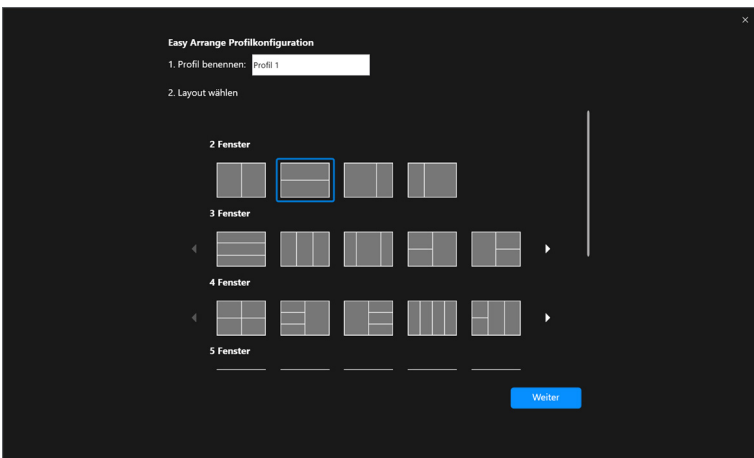 Easy Arrange Profilkonfiguration
1. Profil benennen: Profil 1
2. Layout wählen
2 Fenster
3 Fenster
4 Fenster
5 Fenster
Weiter